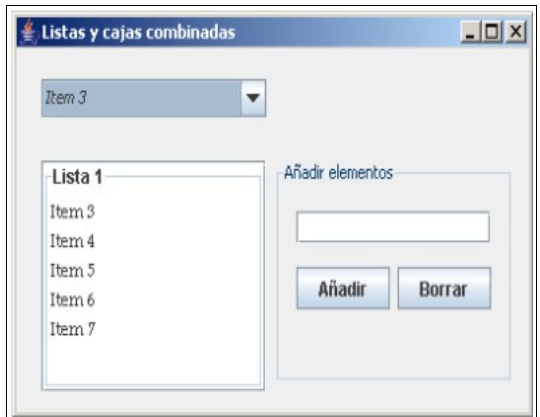 Listas y cajas combinadas
Item 3
Lista 1
Item 3
Item 4
Item 5
Item 6
Item 7
Añadir elementos
Añadir
Borrar